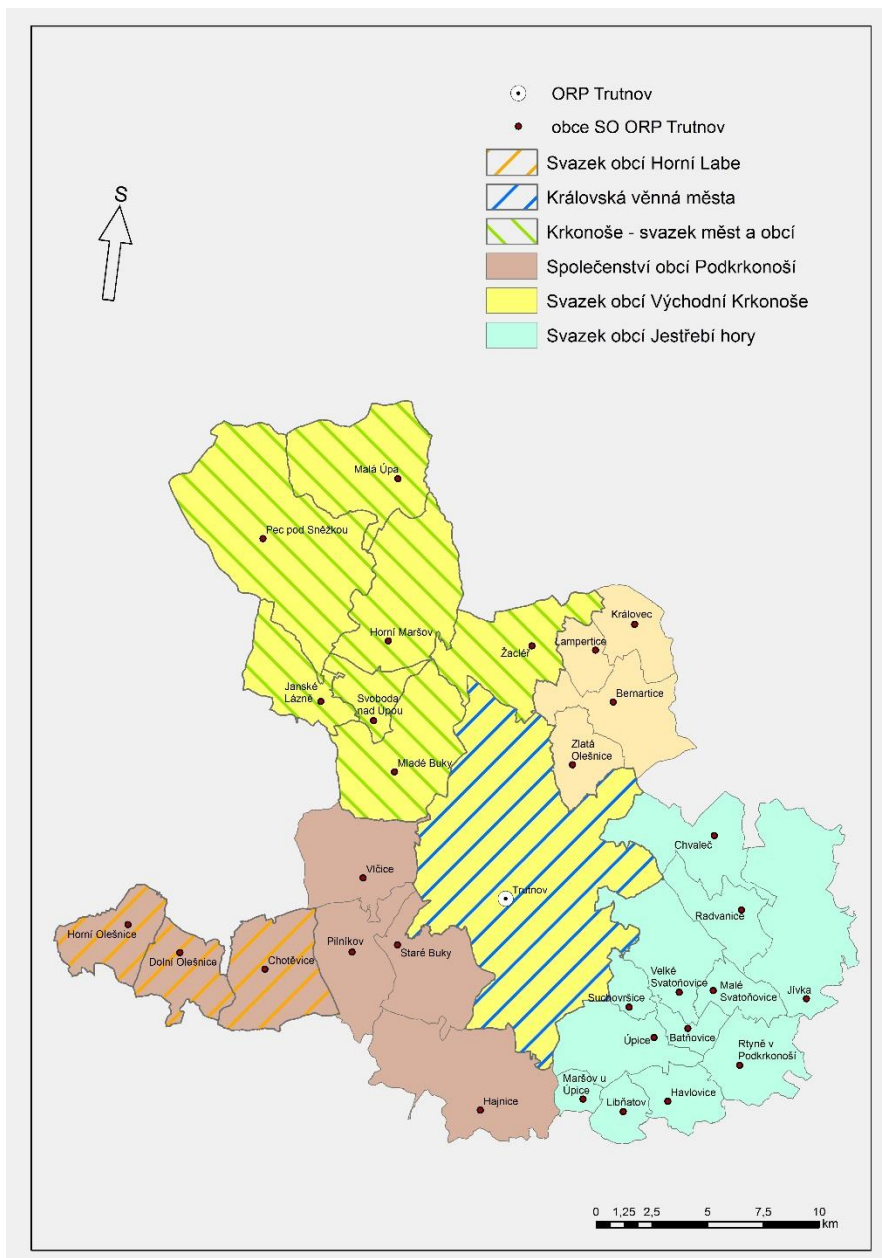 ORP Trutnov
obce SO ORP Trutnov
Svazek obcí Horní Labe
Královská věnná města
Krkonoše - svazek měst a obcí
Společenství obcí Podkrkonoší
Svazek obcí Východní Krkonoše
Svazek obcí Jestřebí hory
S
Malá Úpa
Pec pod Sněžkou
Královec
Horní Maršov
Lampertice
Žacléř
Janské
Lázně
Svoboda
nad Úpou
Bernartice
Mladé Buky
Zlatá
Olešnice
Chvaleč
Vlčice
Trutnov
Radvanice
Horní Olešnice
Dolní Olešnice
Chotěvice
Pilníkov
Staré Buky
Velké
Svatoňovice
Malé
Svatoňovice
Jívka
Suchovršice
Úpice
Batňovice
Rtyně v
Podkrkonoší
Maršov u
Úpice
Libňatov
Havlovice
Hajnice
0 1,25 2,5 5 7,5 10
km